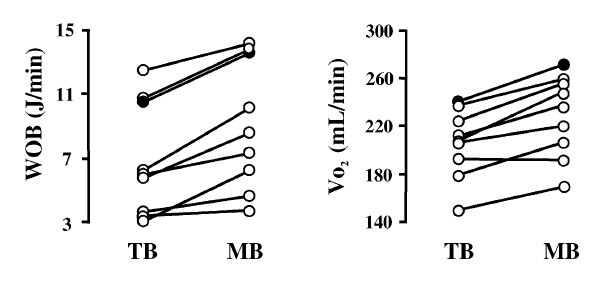 WOB (J/min)
15
11
7
3
TB MB
Vo₂ (mL/min)
300
260
220
180
140
TB MB